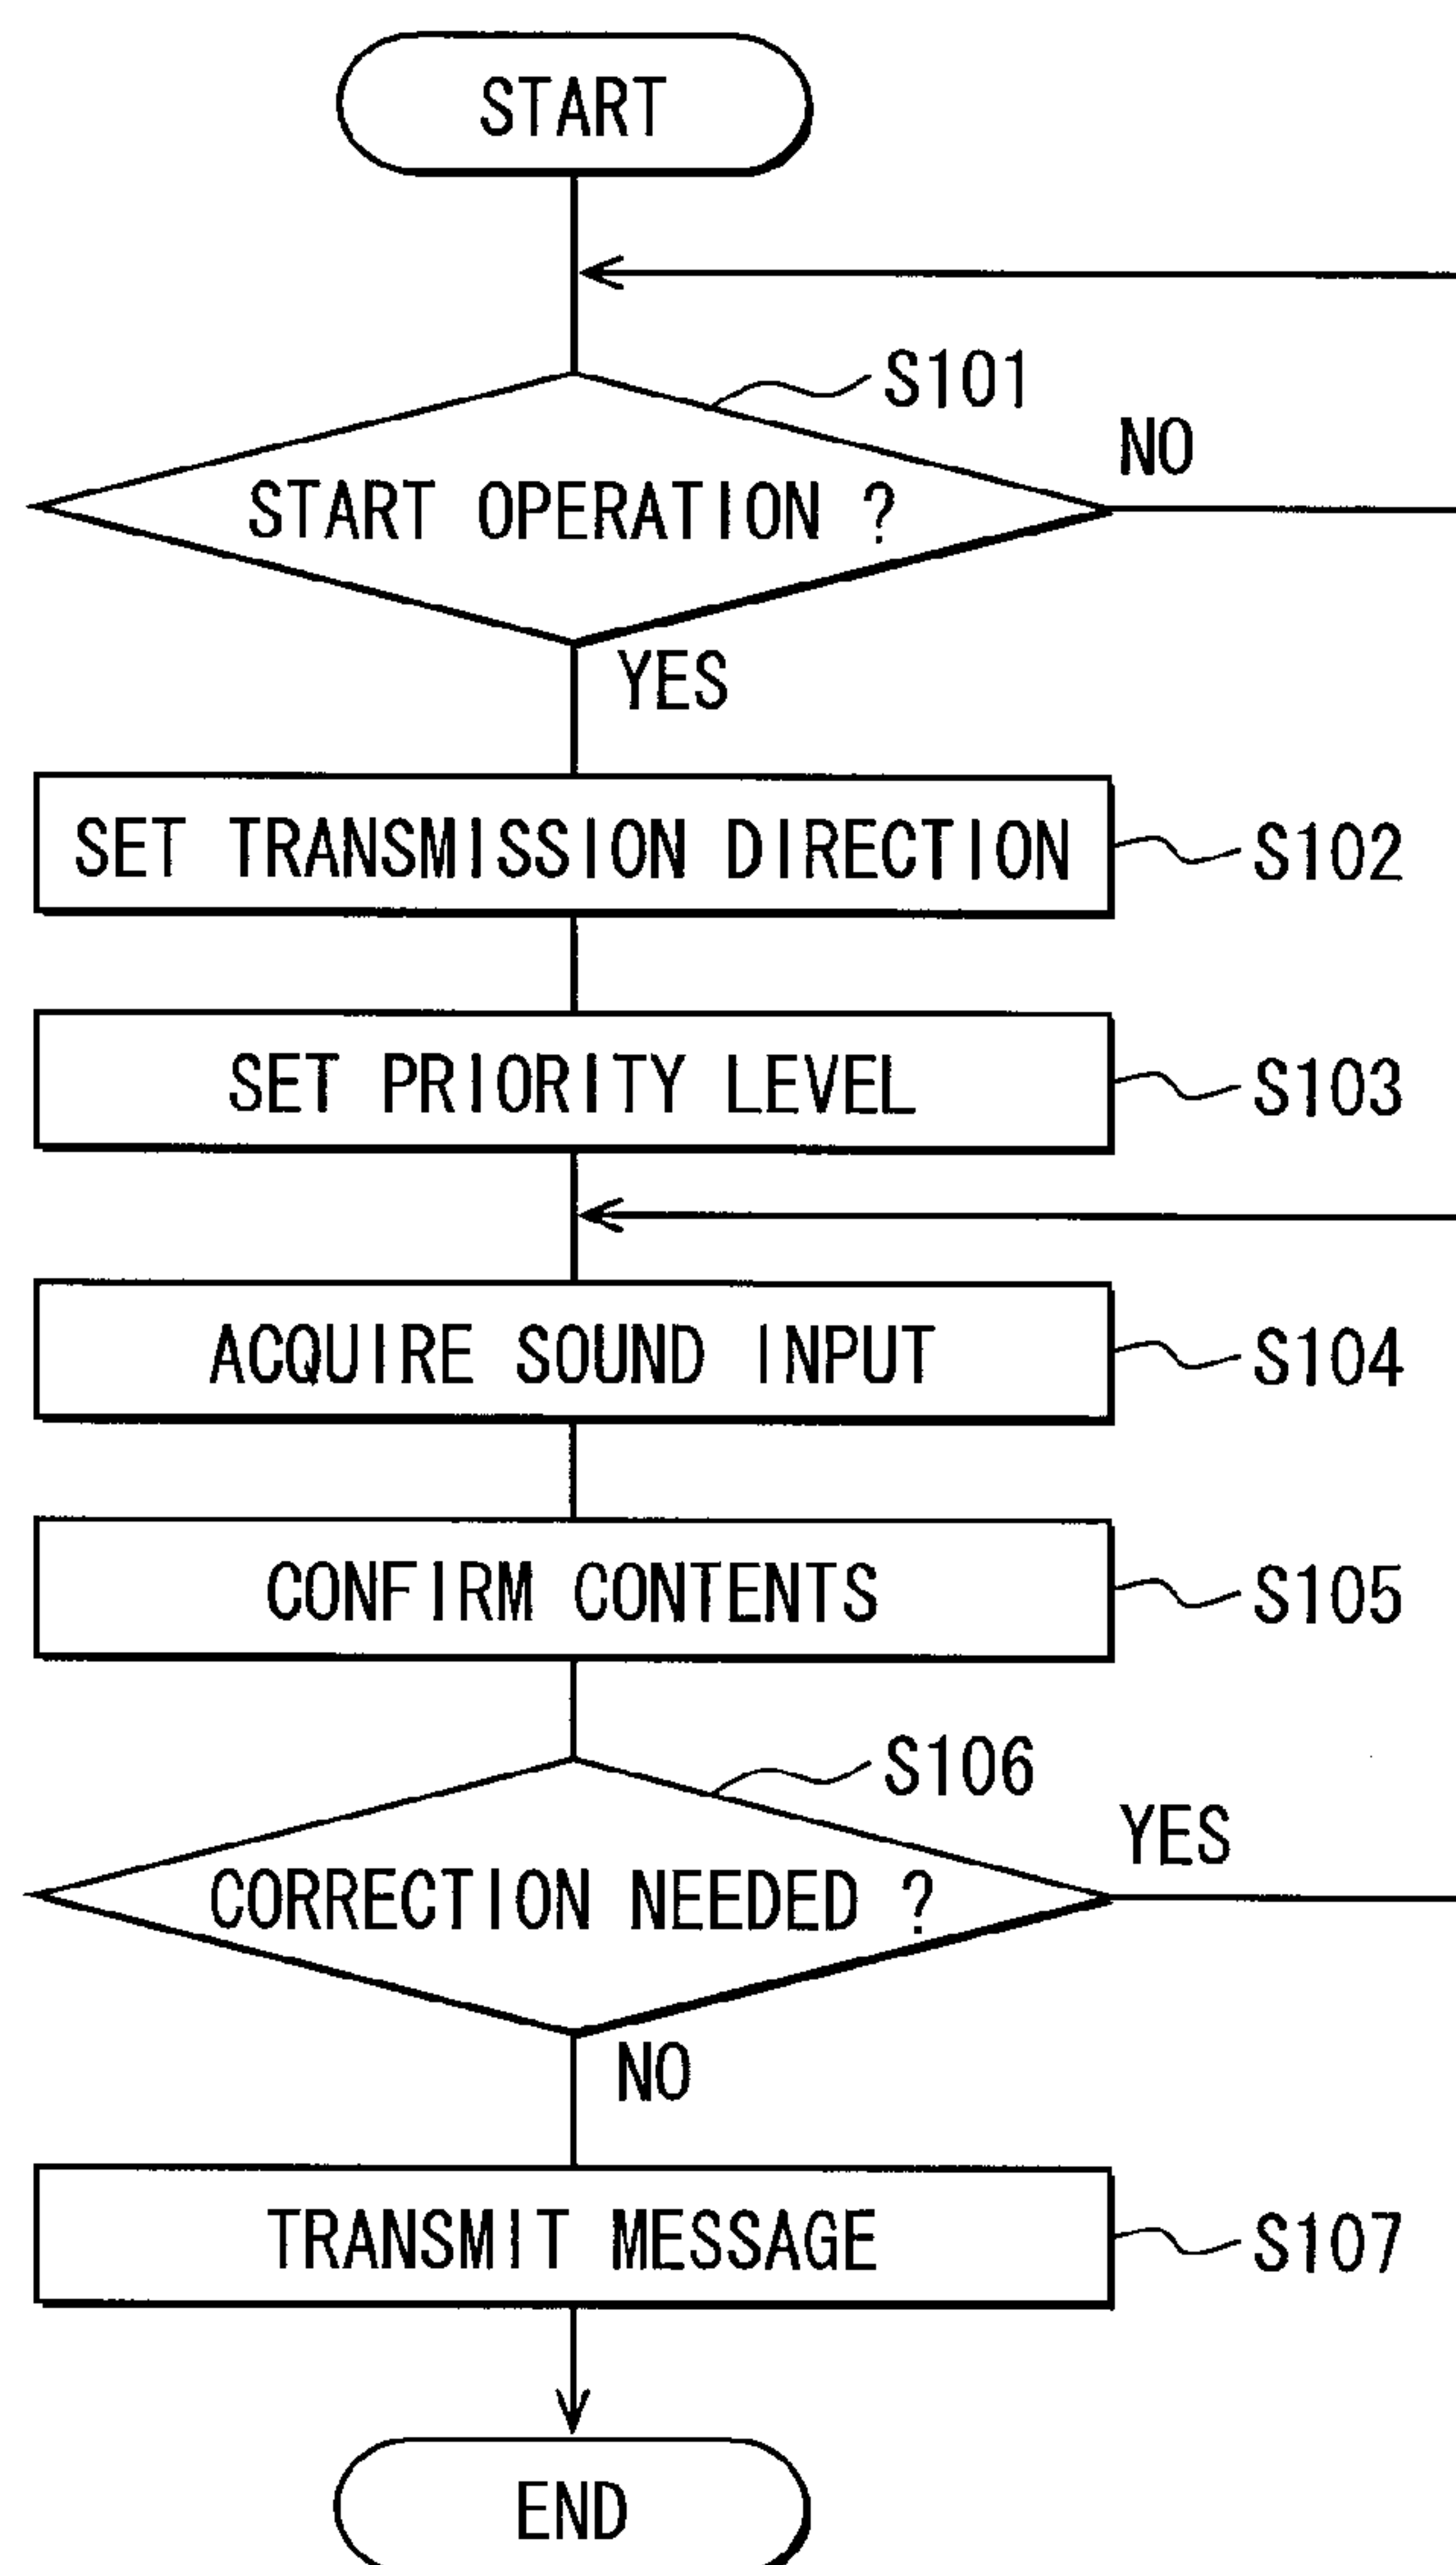 START
S101
NO
START OPERATION ?
YES
SET TRANSMISSION DIRECTION
S102
SET PRIORITY LEVEL
S103
ACQUIRE SOUND INPUT
S104
CONFIRM CONTENTS
S105
S106
YES
CORRECTION NEEDED ?
NO
TRANSMIT MESSAGE
S107
END